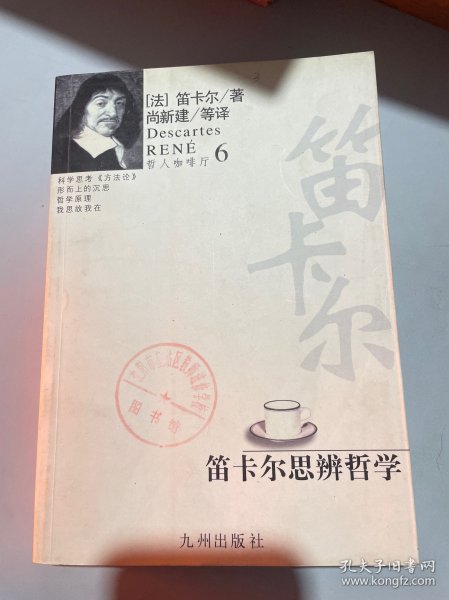 [法] 笛卡尔/著
尚新建/等译
Descartes
RENÉ
哲人咖啡厅 6
科学思考《方法论》
形而上的沉思
哲学原理
我思故我在
笛卡尔
图书馆
笛卡尔思辨哲学
九州出版社
孔夫子旧书网
www.kongfz.com